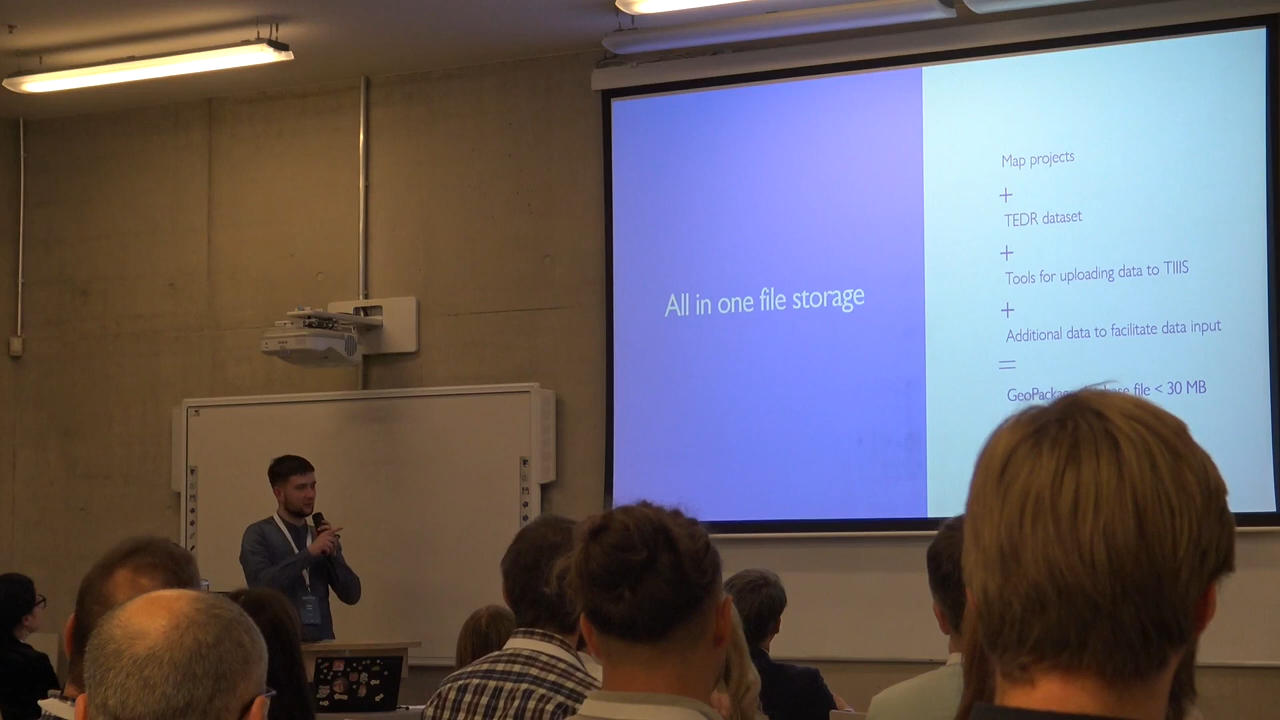 All in one file storage
Map projects
+
TEDR dataset
+
Tools for uploading data to TIIIS
+
Additional data to facilitate data input
=
file < 30 MB